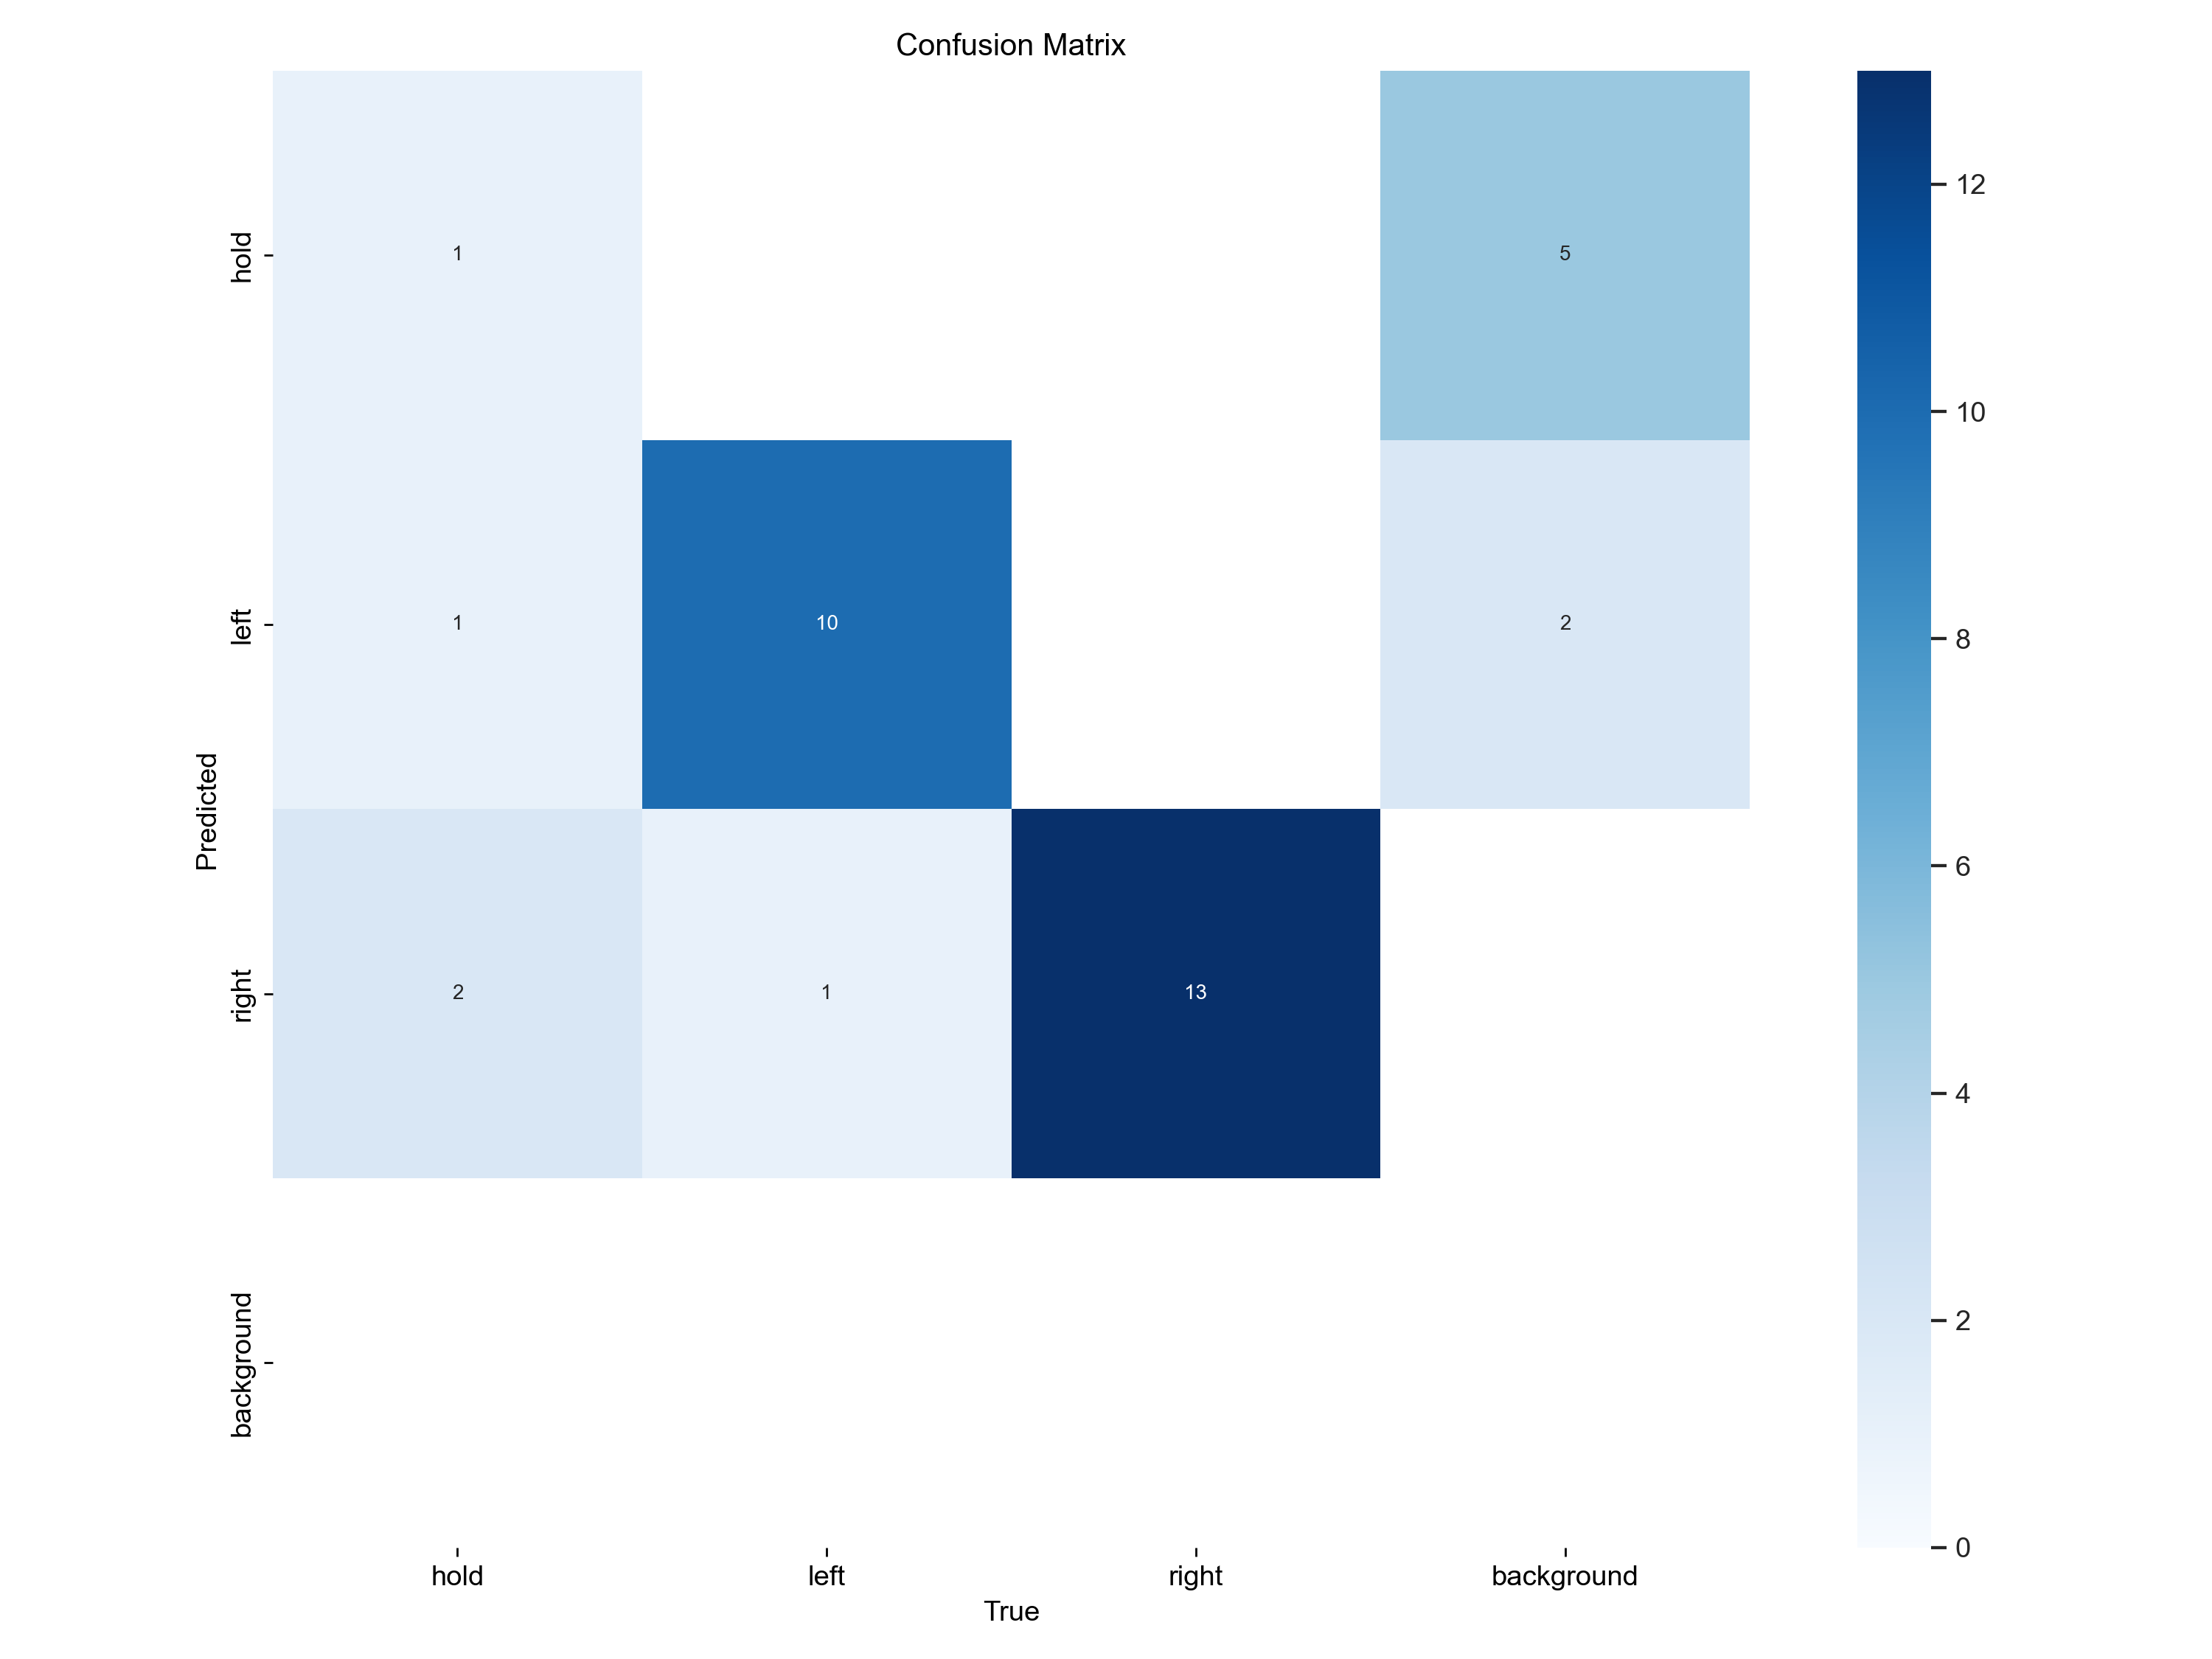 Confusion Matrix
hold
1
5
left
1
10
2
right
2
1
13
background
Predicted
hold
left
right
background
True
12
10
8
6
4
2
0